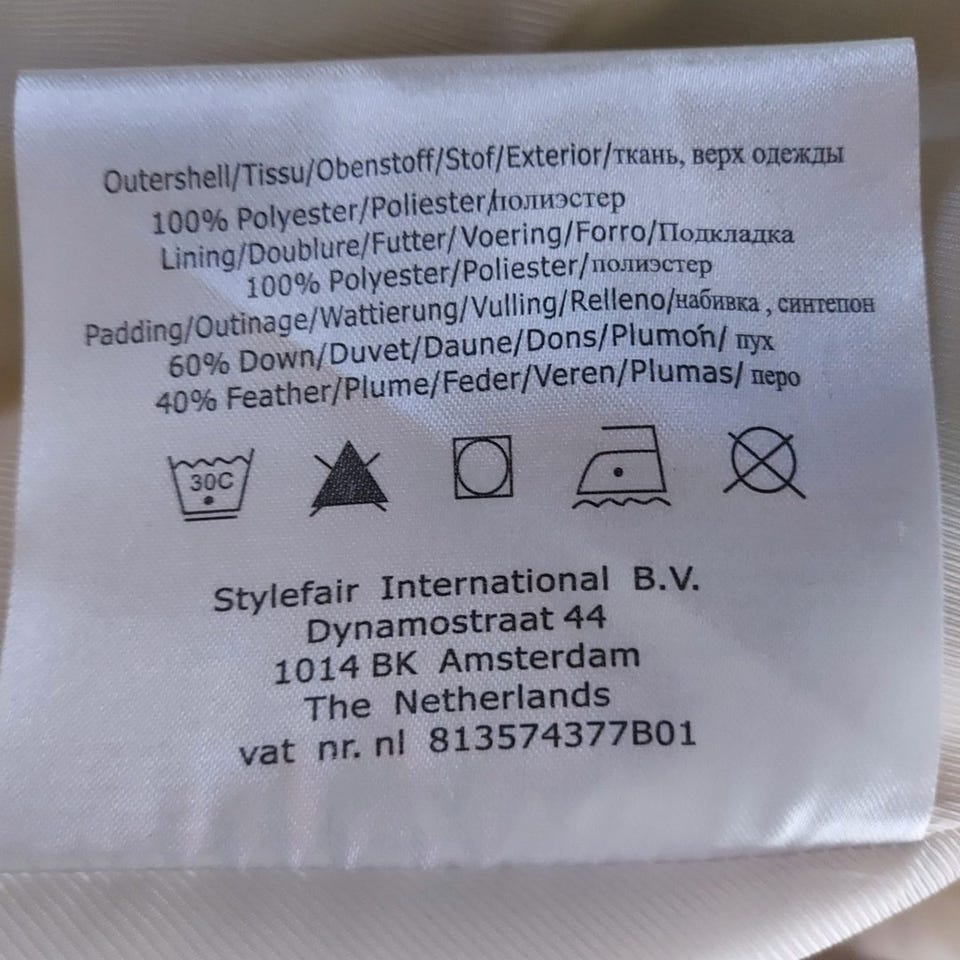 Outershell/Tissu/Obenstoff/Stof/Exterior/ткань, верх одежды
100% Polyester/Poliester/полиэстер
Lining/Doublure/Futter/Voering/Forro/Подкладка
100% Polyester/Poliester/полиэстер
Padding/Outinage/Wattierung/Vulling/Relleno/набивка , синтепон
60% Down/Duvet/Daune/Dons/Plumoń/ пух
40% Feather/Plume/Feder/Veren/Plumas/ перо
30C
Stylefair International B.V.
Dynamostraat 44
1014 BK Amsterdam
The Netherlands
vat nr. nl 813574377B01